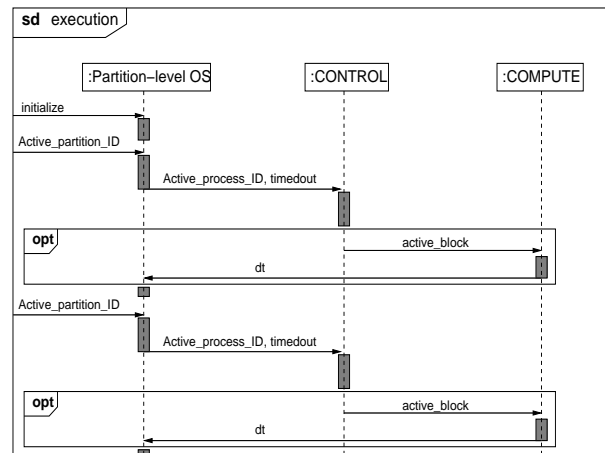 sd execution
:Partition–level OS
:CONTROL
:COMPUTE
initialize
Active_partition_ID
Active_process_ID, timedout
opt
active_block
dt
Active_partition_ID
Active_process_ID, timedout
opt
active_block
dt